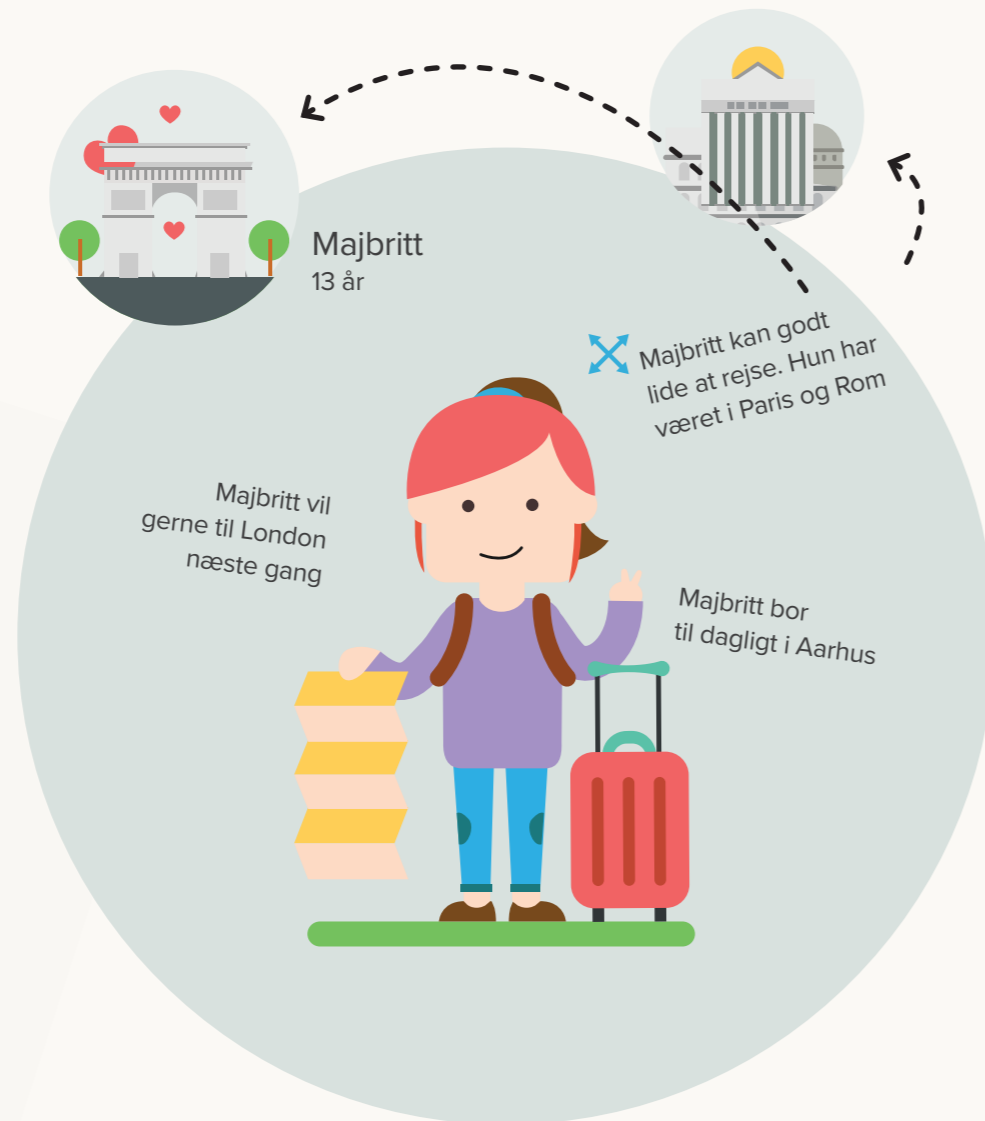 Majbritt
13 år
Majbritt kan godt
lide at rejse. Hun har
været i Paris og Rom
Majbritt vil
gerne til London
næste gang
Majbritt bor
til dagligt i Aarhus